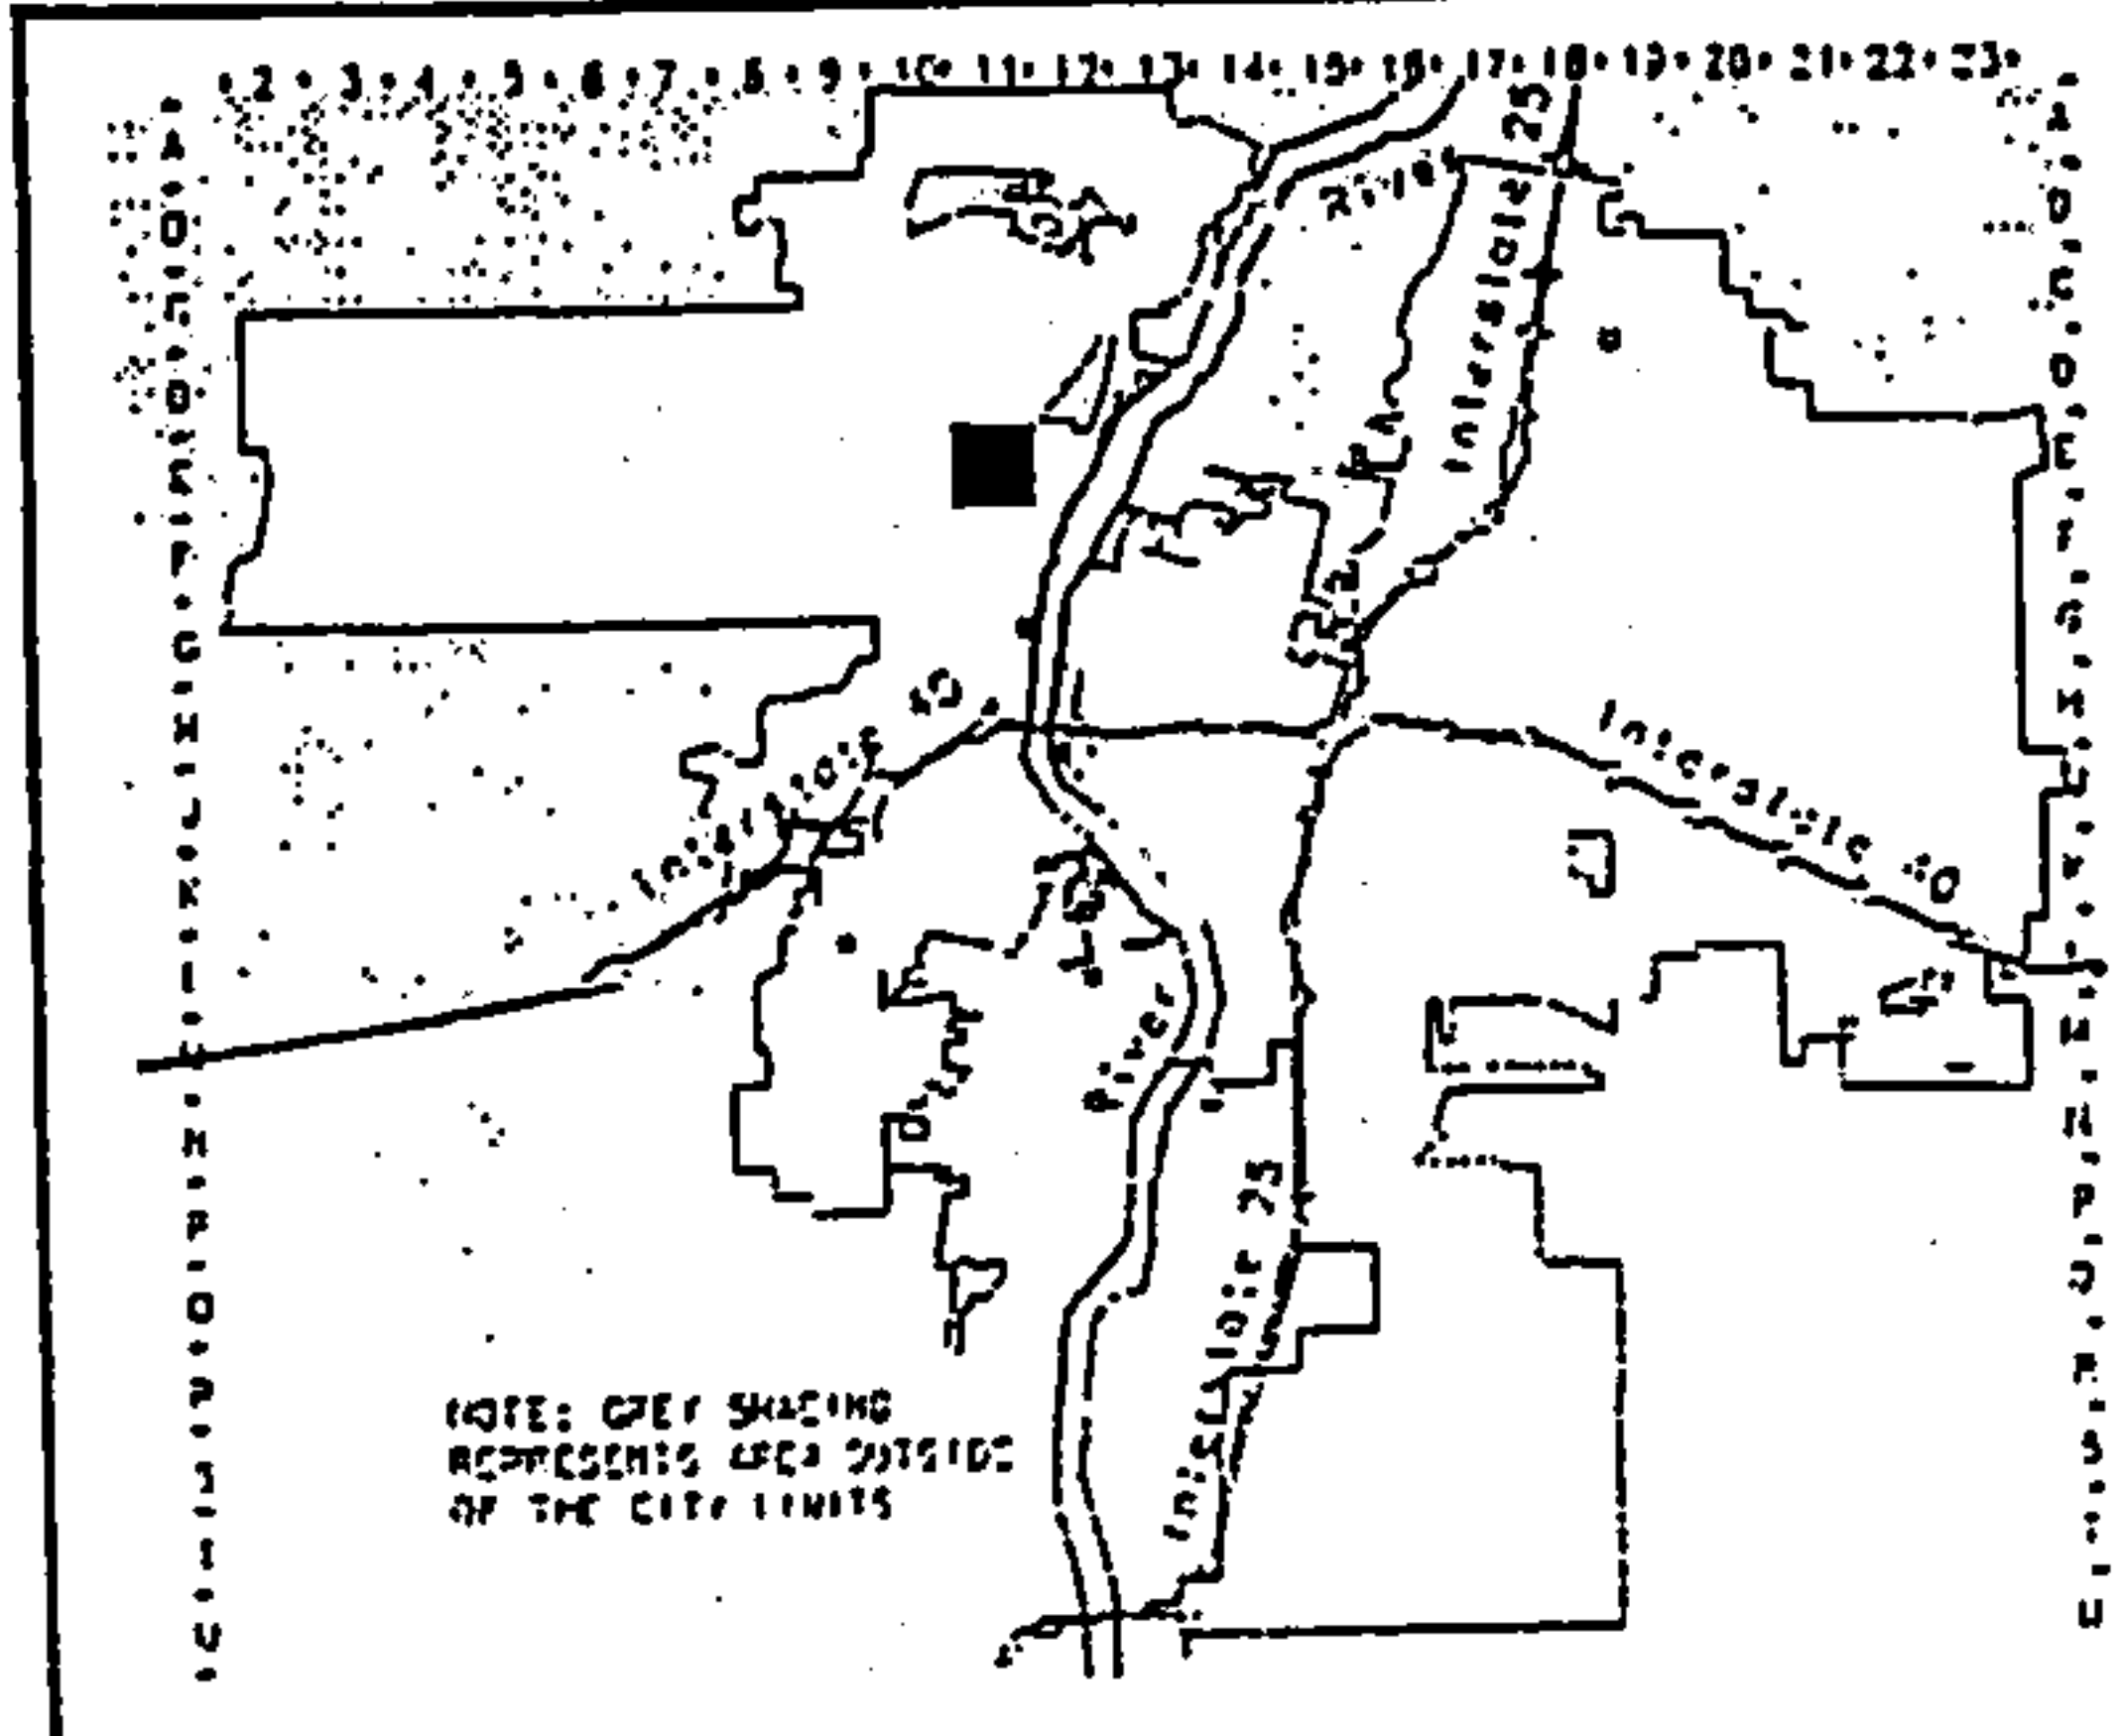 2 3 4 5 6 7 8 9 10 11 12 13 14 15 16 17 18 19 20 21 22 23
A
D
E
F
G
H
J
K
L
M
N
P
O
U
A
C
D
E
F
G
H
K
M
N
P
R
S
U
25
Interstate
River
Interstate 40
Interstate 40
River
Interstate 25
NOTE: GREY SHADING
REPRESENTS AREA OUTSIDE
OF THE CITY LIMITS